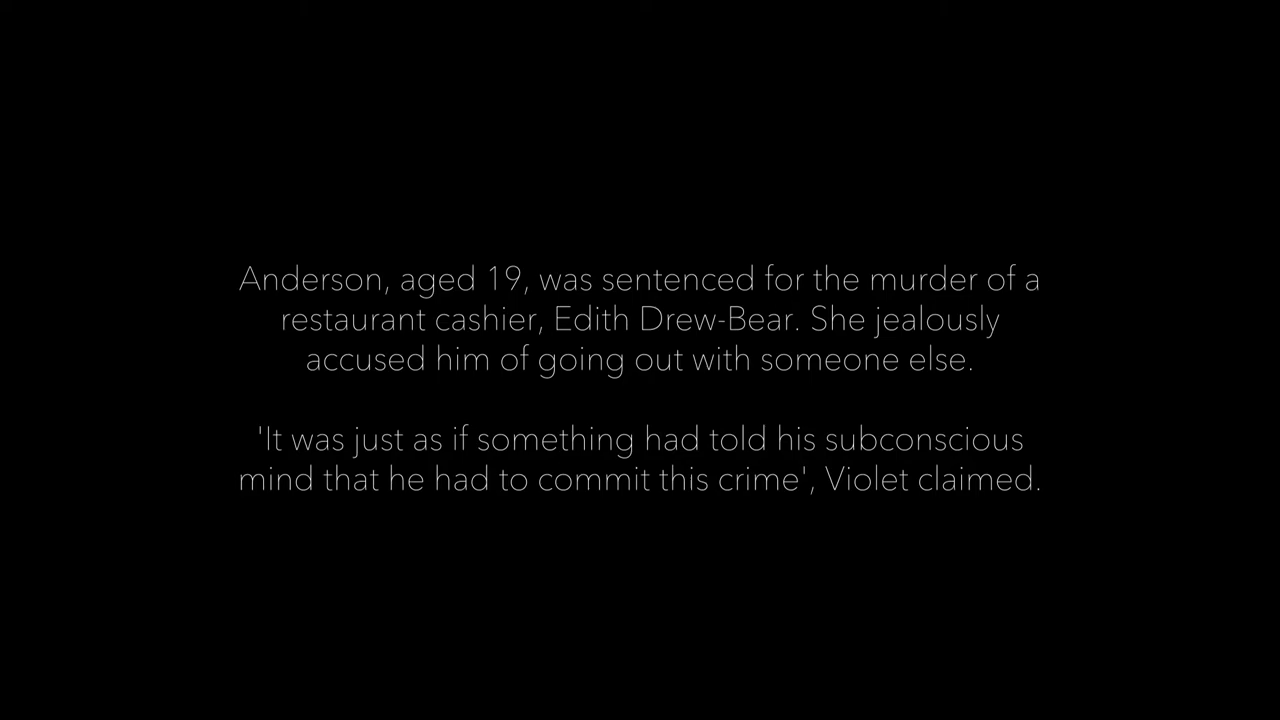 Anderson, aged 19, was sentenced for the murder of a
restaurant cashier, Edith Drew-Bear. She jealously
accused him of going out with someone else.
'It was just as if something had told his subconscious
mind that he had to commit this crime', Violet claimed.